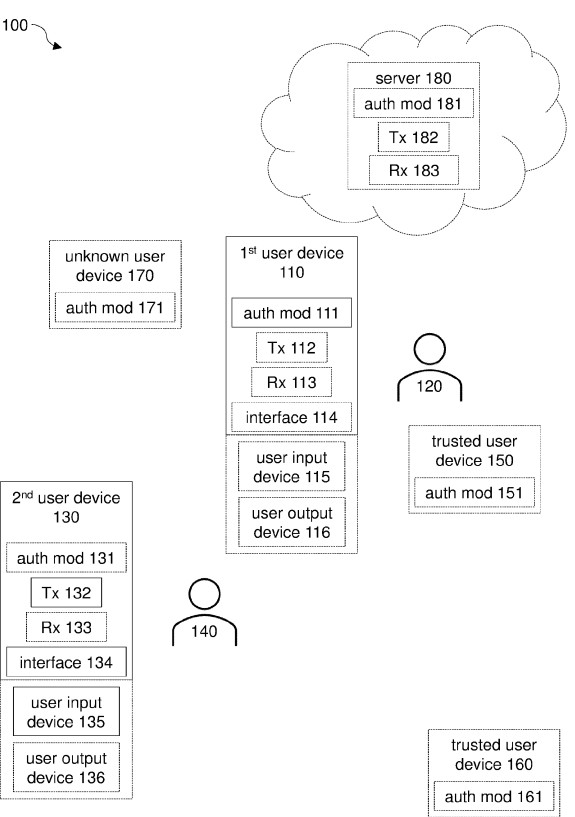 100
server 180
auth mod 181
Tx 182
Rx 183
unknown user
device 170
auth mod 171
1st user device
110
auth mod 111
Tx 112
Rx 113
interface 114
user input
device 115
user output
device 116
120
trusted user
device 150
auth mod 151
2nd user device
130
auth mod 131
Tx 132
Rx 133
interface 134
user input
device 135
user output
device 136
140
trusted user
device 160
auth mod 161